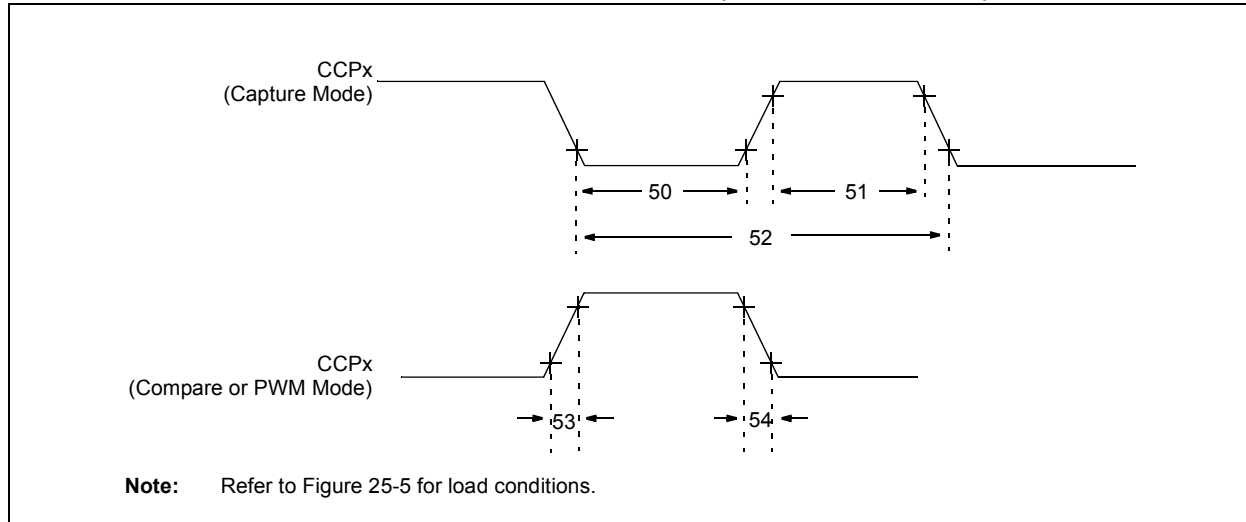 CCPx
(Capture Mode)
50
51
52
CCPx
(Compare or PWM Mode)
53
54
Note: Refer to Figure 25-5 for load conditions.